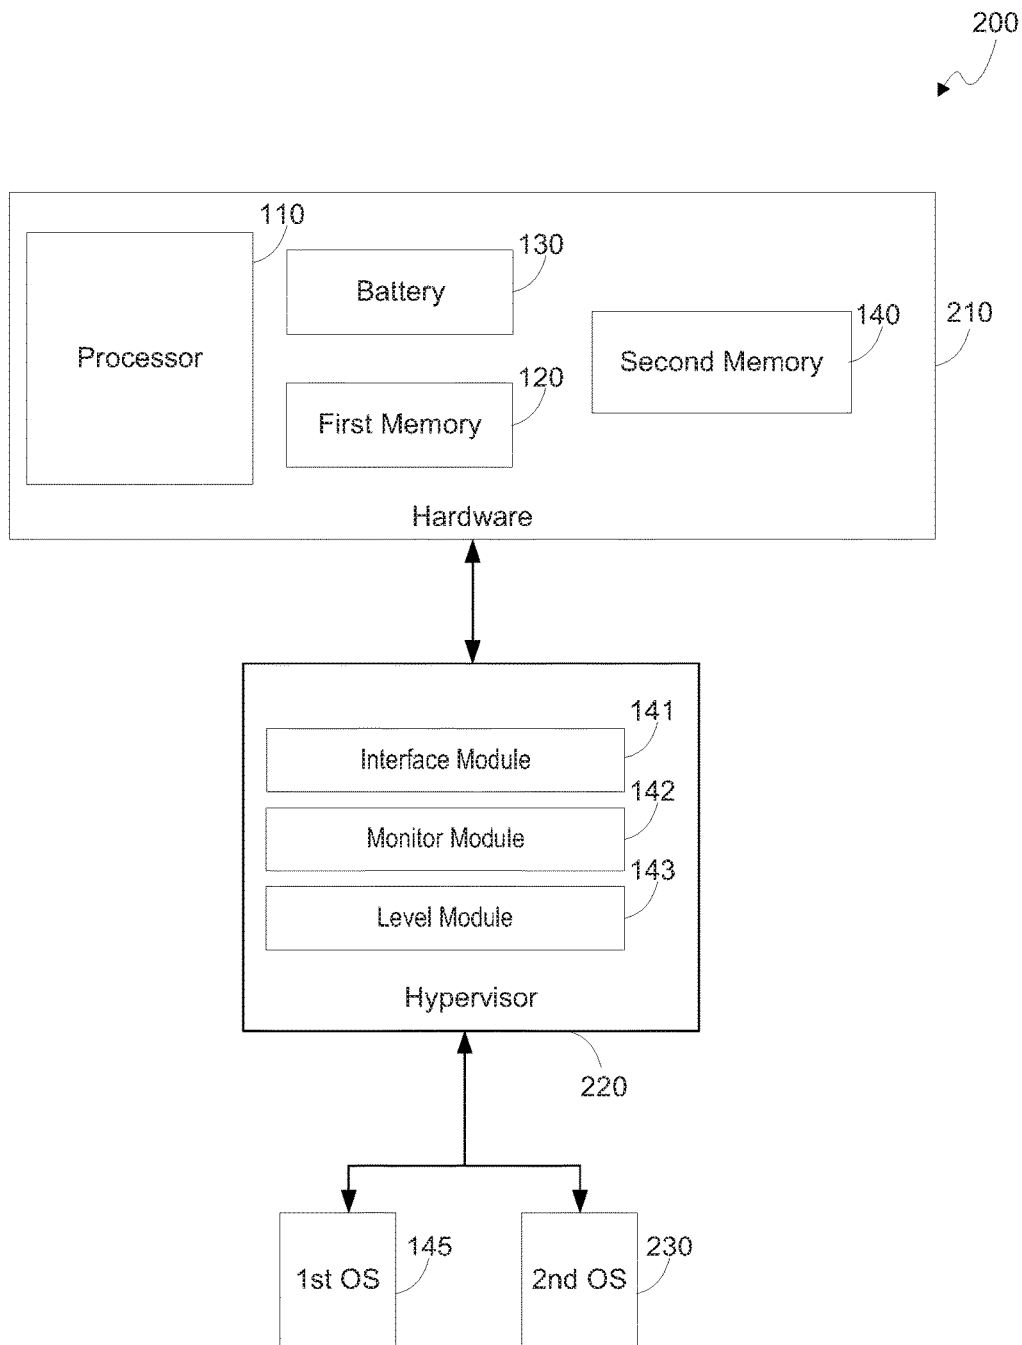 200
110
130
Battery
140
210
Processor
Second Memory
120
First Memory
Hardware
141
Interface Module
142
Monitor Module
143
Level Module
Hypervisor
220
145
1st OS
230
2nd OS